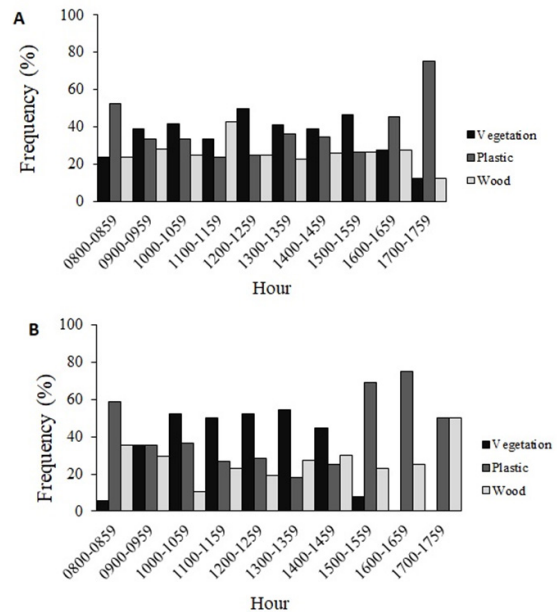 A
Frequency (%)
100
80
60
40
20
0
0800-0859
0900-0959
1000-1059
1100-1159
1200-1259
1300-1359
1400-1459
1500-1559
1600-1659
1700-1759
Hour
Vegetation
Plastic
Wood
B
Frequency (%)
100
80
60
40
20
0
0800-0859
0900-0959
1000-1059
1100-1159
1200-1259
1300-1359
1400-1459
1500-1559
1600-1659
1700-1759
Hour
Vegetation
Plastic
Wood